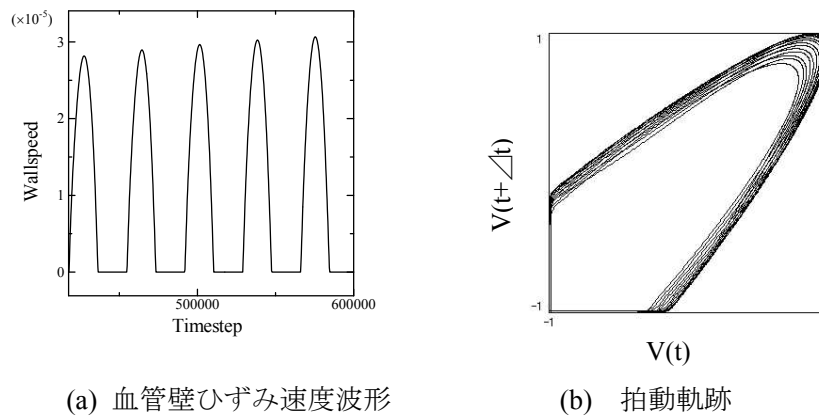 (×10⁻⁵)
3
2
1
0
Wallspeed
500000
600000
Timestep
(a) 血管壁ひずみ速度波形
1
V(t+⊿t)
-1
-1
V(t)
(b) 拍動軌跡